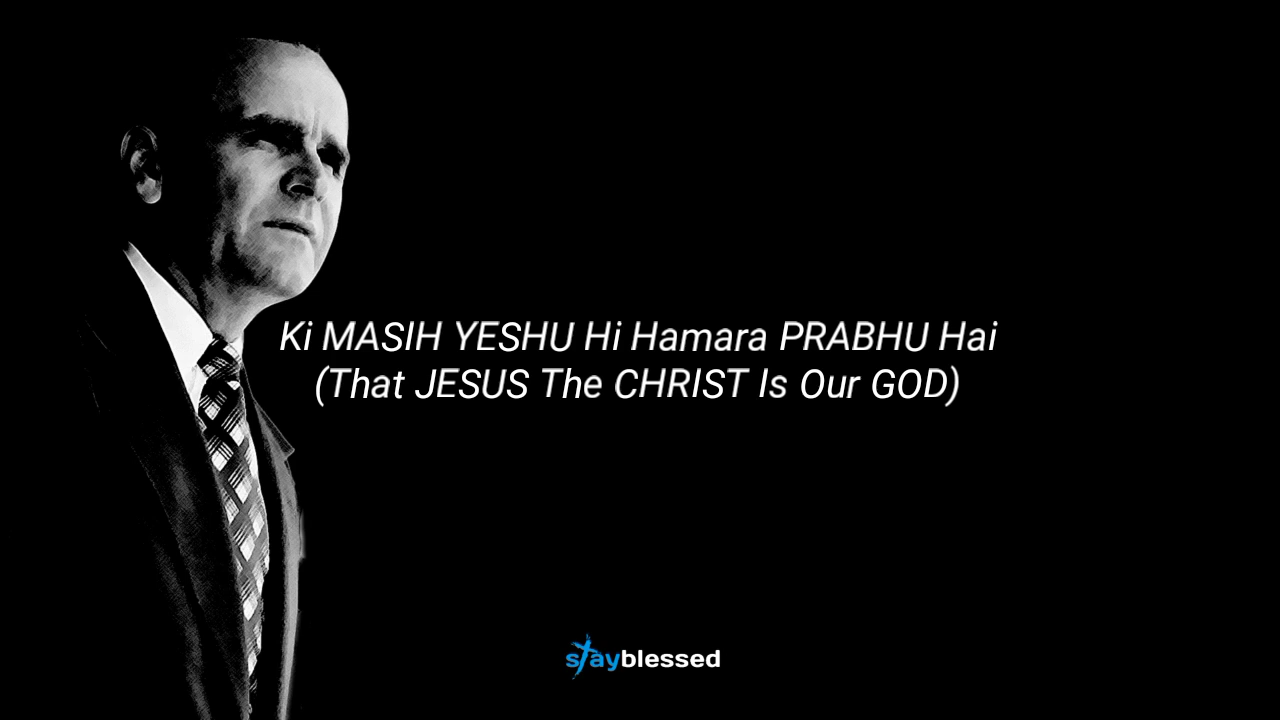 Ki MASIH YESHU Hi Hamara PRABHU Hai
(That JESUS The CHRIST Is Our GOD)
stayblessed